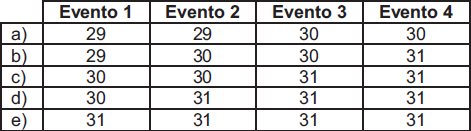 Evento 1 Evento 2 Evento 3 Evento 4
a) 29 29 30 30
b) 29 30 30 31
c) 30 30 31 31
d) 30 31 31 31
e) 31 31 31 31